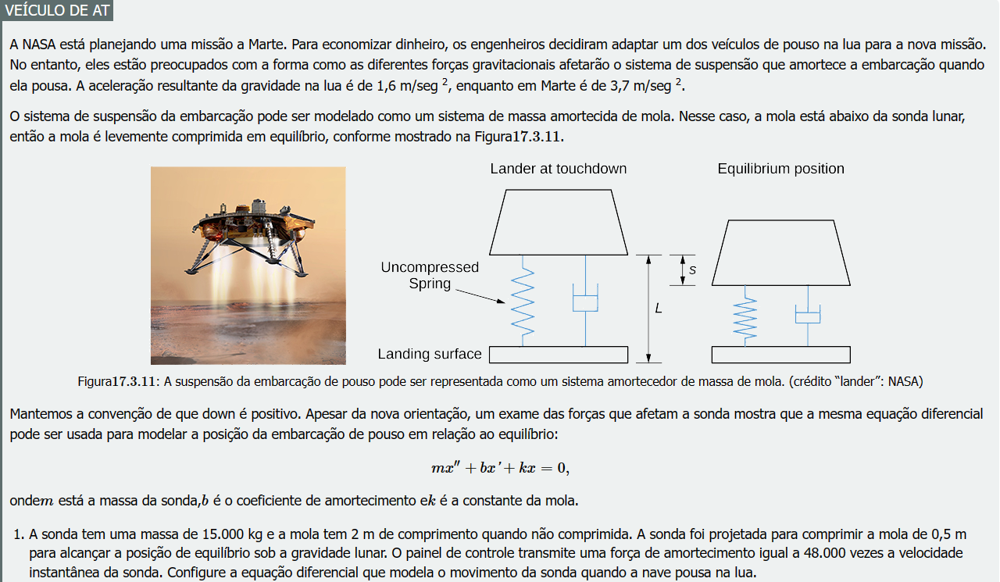 VEÍCULO DE AT
A NASA está planejando uma missão a Marte. Para economizar dinheiro, os engenheiros decidiram adaptar um dos veículos de pouso na lua para a nova missão.
No entanto, eles estão preocupados com a forma como as diferentes forças gravitacionais afetarão o sistema de suspensão que amortece a embarcação quando
ela pousa. A aceleração resultante da gravidade na lua é de 1,6 m/seg ², enquanto em Marte é de 3,7 m/seg ².
O sistema de suspensão da embarcação pode ser modelado como um sistema de massa amortecida de mola. Nesse caso, a mola está abaixo da sonda lunar,
então a mola é levemente comprimida em equilíbrio, conforme mostrado na Figura17.3.11.
Lander at touchdown
Equilibrium position
Uncompressed
Spring
s
L
Landing surface
Figura17.3.11: A suspensão da embarcação de pouso pode ser representada como um sistema amortecedor de massa de mola. (crédito “lander”: NASA)
Mantemos a convenção de que down é positivo. Apesar da nova orientação, um exame das forças que afetam a sonda mostra que a mesma equação diferencial
pode ser usada para modelar a posição da embarcação de pouso em relação ao equilíbrio:
mx″ + bx′ + kx = 0,
ondem está a massa da sonda,b é o coeficiente de amortecimento ek é a constante da mola.
1. A sonda tem uma massa de 15.000 kg e a mola tem 2 m de comprimento quando não comprimida. A sonda foi projetada para comprimir a mola de 0,5 m
para alcançar a posição de equilíbrio sob a gravidade lunar. O painel de controle transmite uma força de amortecimento igual a 48.000 vezes a velocidade
instantânea da sonda. Configure a equação diferencial que modela o movimento da sonda quando a nave pousa na lua.